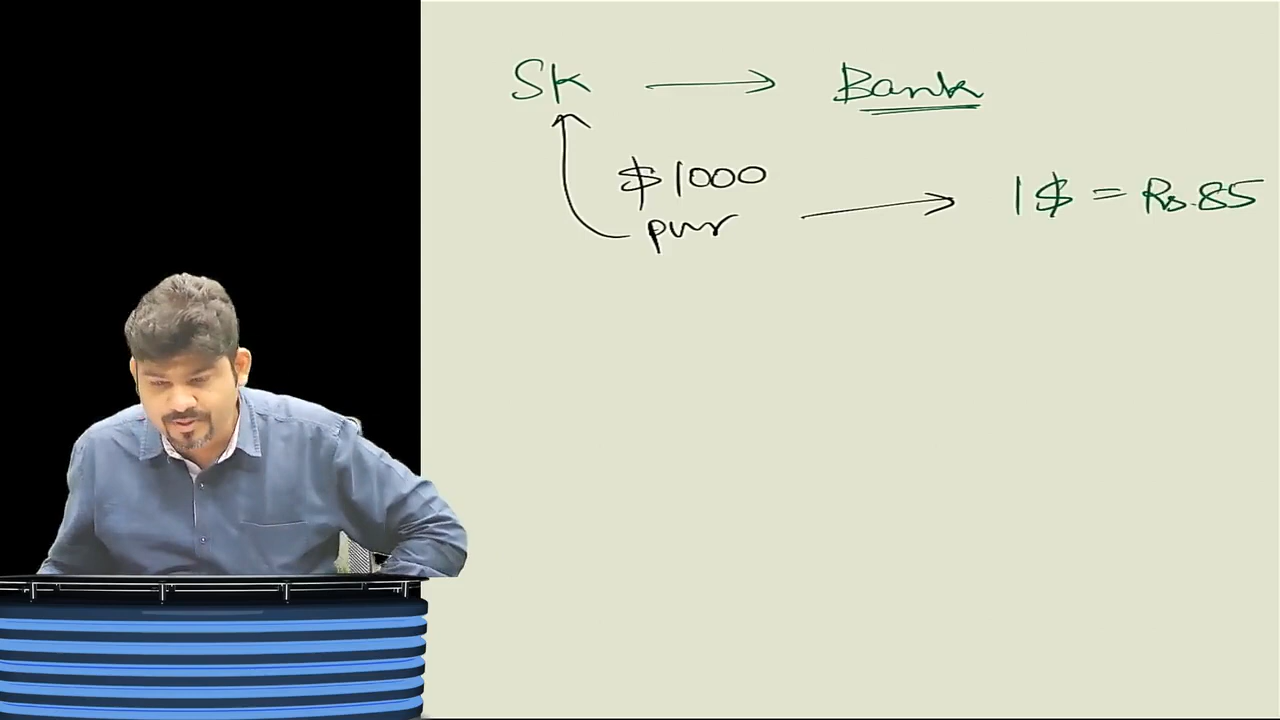 SK → Bank
$1000
pur → 1$ = Rs.85